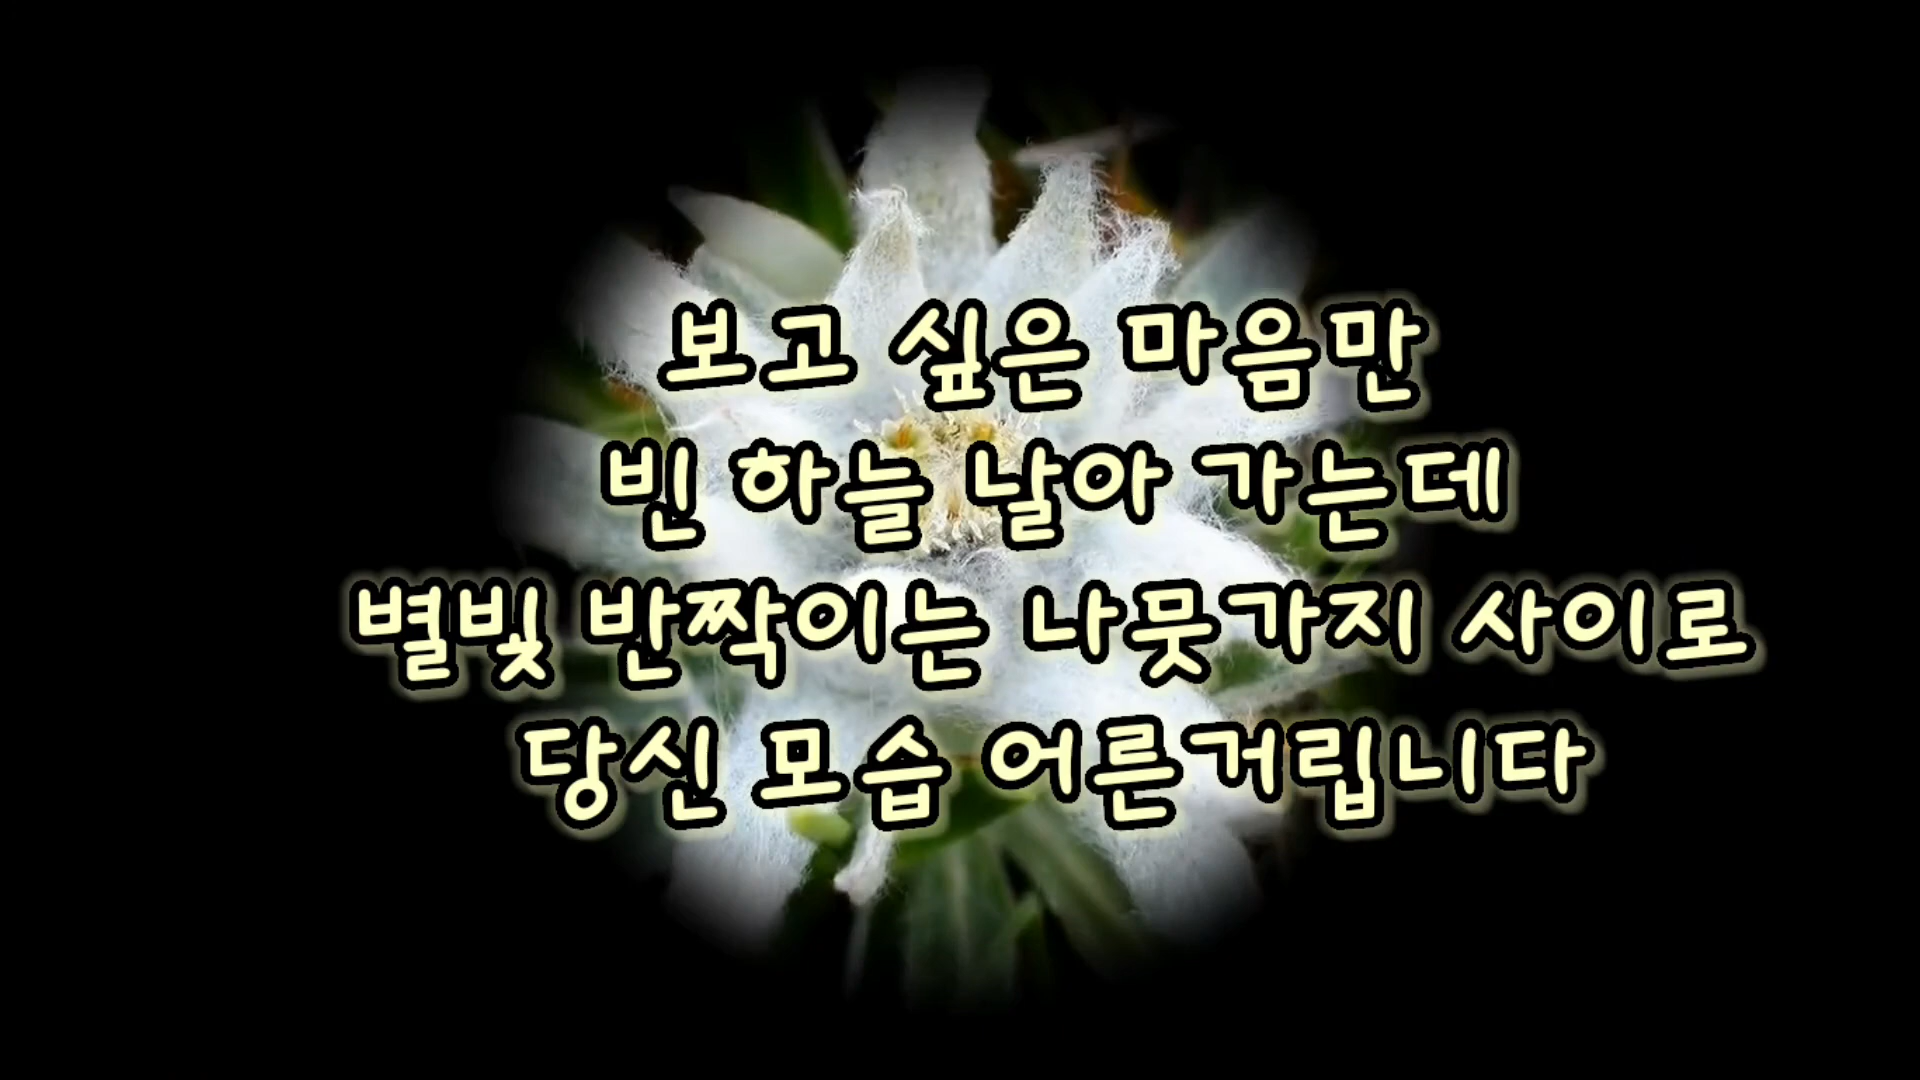 보고 싶은 마음만
빈 하늘 날아 가는데
별빛 반짝이는 나뭇가지 사이로
당신 모습 어른거립니다